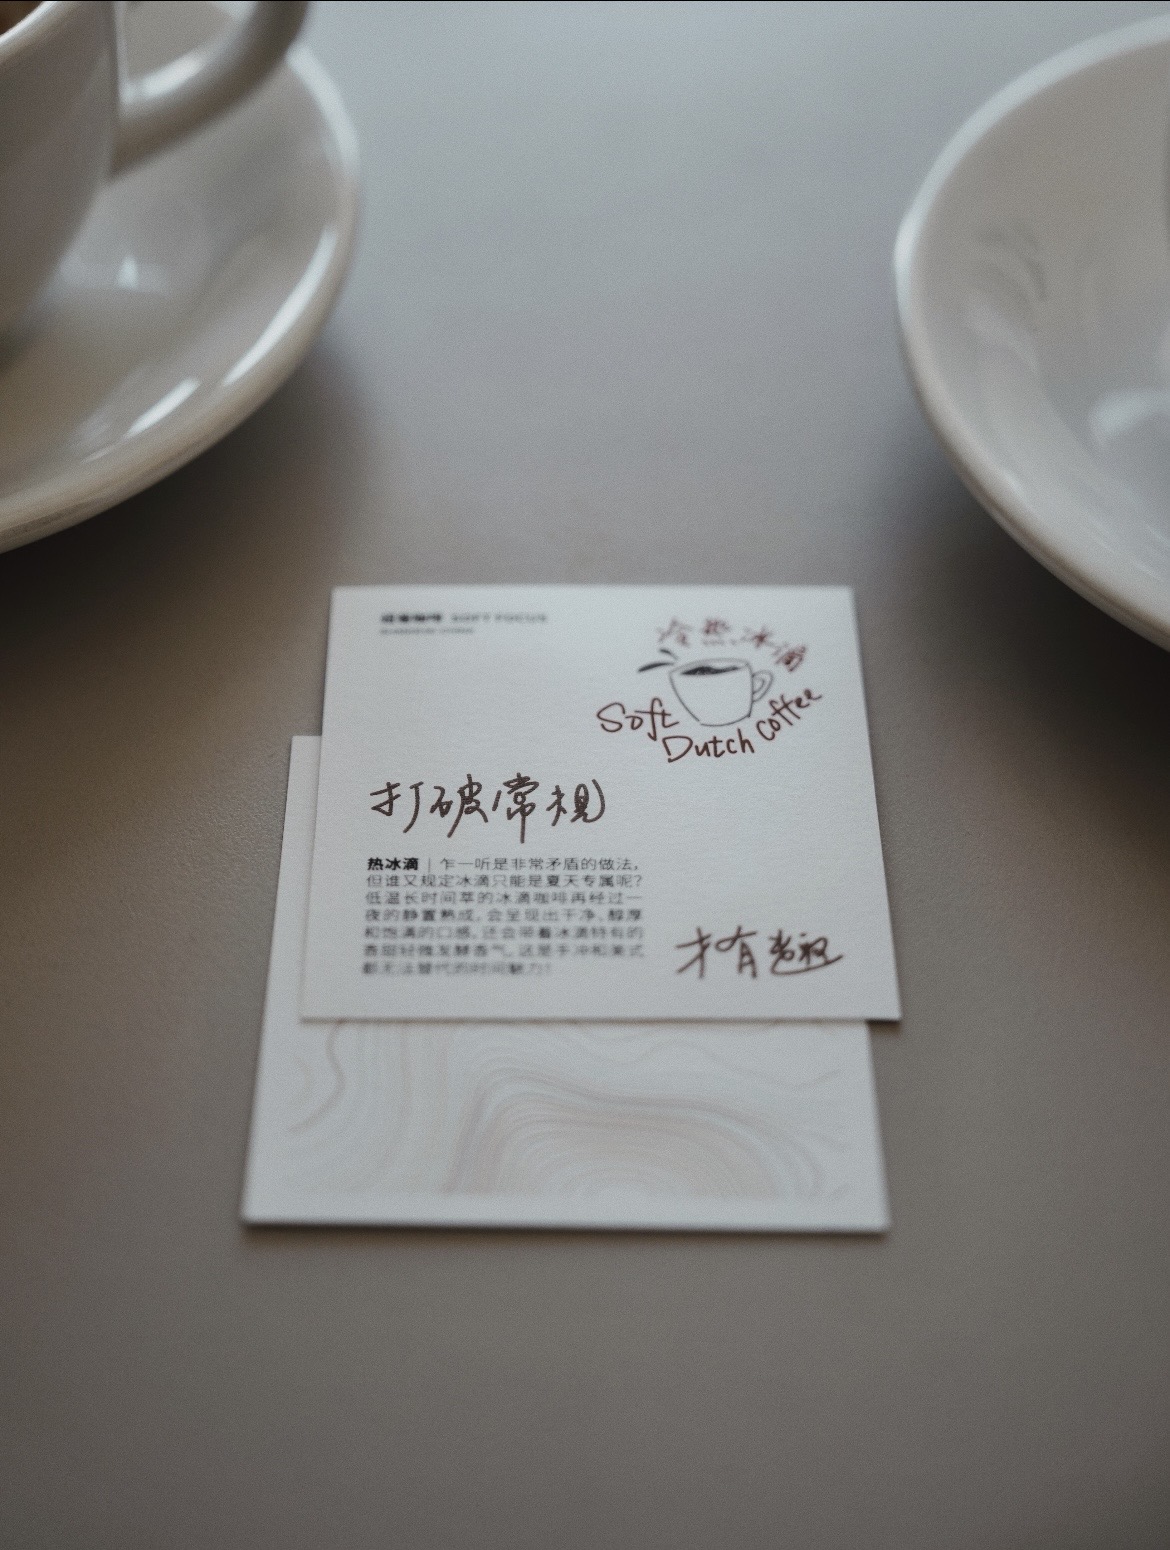 咖啡 SOFT FOCUS
冷热冰滴
Soft
Dutch Coffee
打破常规
热冰滴｜乍一听是非常矛盾的做法，
但谁又规定冰滴只能是夏天专属呢？
低温长时间萃的冰滴咖啡再经过一
夜的静置熟成，会呈现出干净、醇厚
和饱满的口感，还会带着冰滴特有的
香甜轻微发酵香气，这是手冲和美式
都无法替代的时间魅力！
才有趣